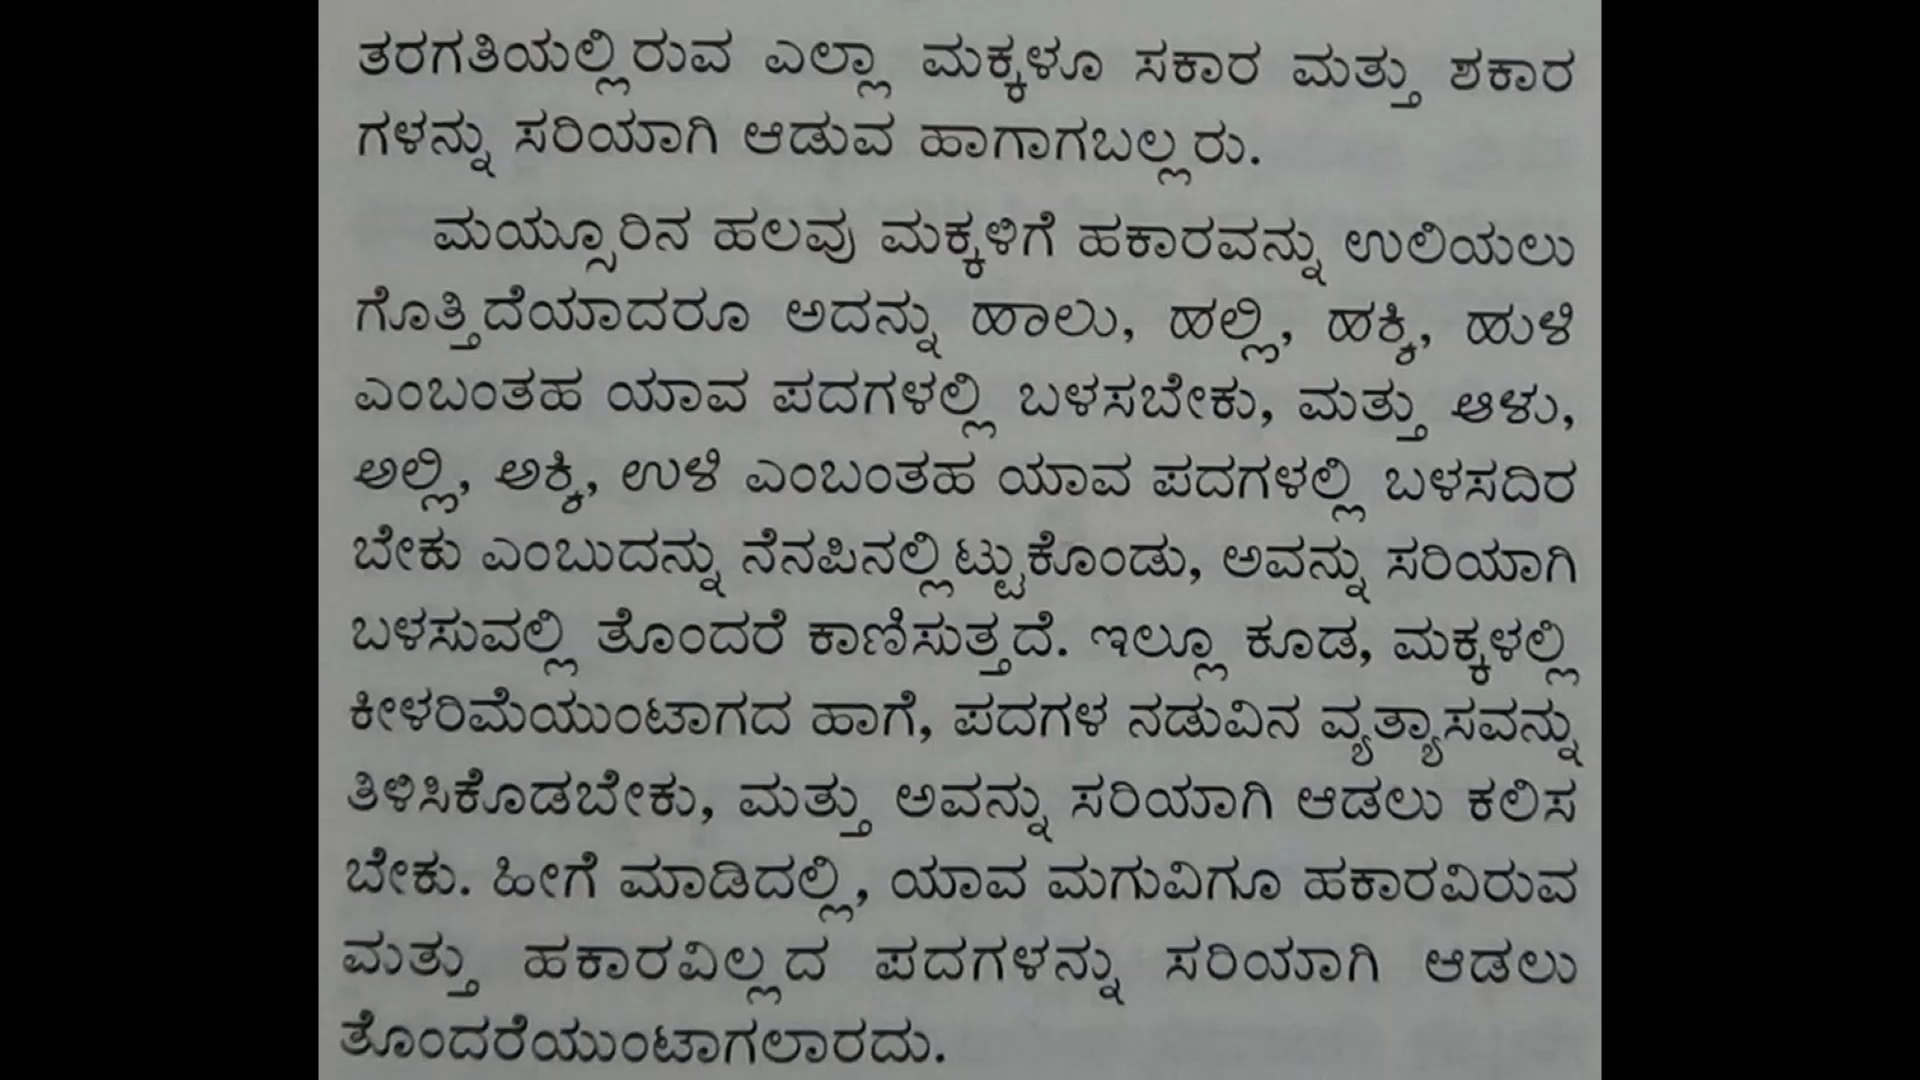 ತರಗತಿಯಲ್ಲಿರುವ ಎಲ್ಲಾ ಮಕ್ಕಳೂ ಸಕಾರ ಮತ್ತು ಶಕಾರ
ಗಳನ್ನು ಸರಿಯಾಗಿ ಆಡುವ ಹಾಗಾಗಬಲ್ಲರು.
ಮಯ್ಸೂರಿನ ಹಲವು ಮಕ್ಕಳಿಗೆ ಹಕಾರವನ್ನು ಉಲಿಯಲು
ಗೊತ್ತಿದೆಯಾದರೂ ಅದನ್ನು ಹಾಲು, ಹಲ್ಲಿ, ಹಕ್ಕಿ, ಹುಳಿ
ಎಂಬಂತಹ ಯಾವ ಪದಗಳಲ್ಲಿ ಬಳಸಬೇಕು, ಮತ್ತು ಆಳು,
ಅಲ್ಲಿ, ಅಕ್ಕಿ, ಉಳಿ ಎಂಬಂತಹ ಯಾವ ಪದಗಳಲ್ಲಿ ಬಳಸದಿರ
ಬೇಕು ಎಂಬುದನ್ನು ನೆನಪಿನಲ್ಲಿಟ್ಟುಕೊಂಡು, ಅವನ್ನು ಸರಿಯಾಗಿ
ಬಳಸುವಲ್ಲಿ ತೊಂದರೆ ಕಾಣಿಸುತ್ತದೆ. ಇಲ್ಲೂ ಕೂಡ, ಮಕ್ಕಳಲ್ಲಿ
ಕೀಳರಿಮೆಯುಂಟಾಗದ ಹಾಗೆ, ಪದಗಳ ನಡುವಿನ ವ್ಯತ್ಯಾಸವನ್ನು
ತಿಳಿಸಿಕೊಡಬೇಕು, ಮತ್ತು ಅವನ್ನು ಸರಿಯಾಗಿ ಆಡಲು ಕಲಿಸ
ಬೇಕು. ಹೀಗೆ ಮಾಡಿದಲ್ಲಿ, ಯಾವ ಮಗುವಿಗೂ ಹಕಾರವಿರುವ
ಮತ್ತು ಹಕಾರವಿಲ್ಲದ ಪದಗಳನ್ನು ಸರಿಯಾಗಿ ಆಡಲು
ತೊಂದರೆಯುಂಟಾಗಲಾರದು.